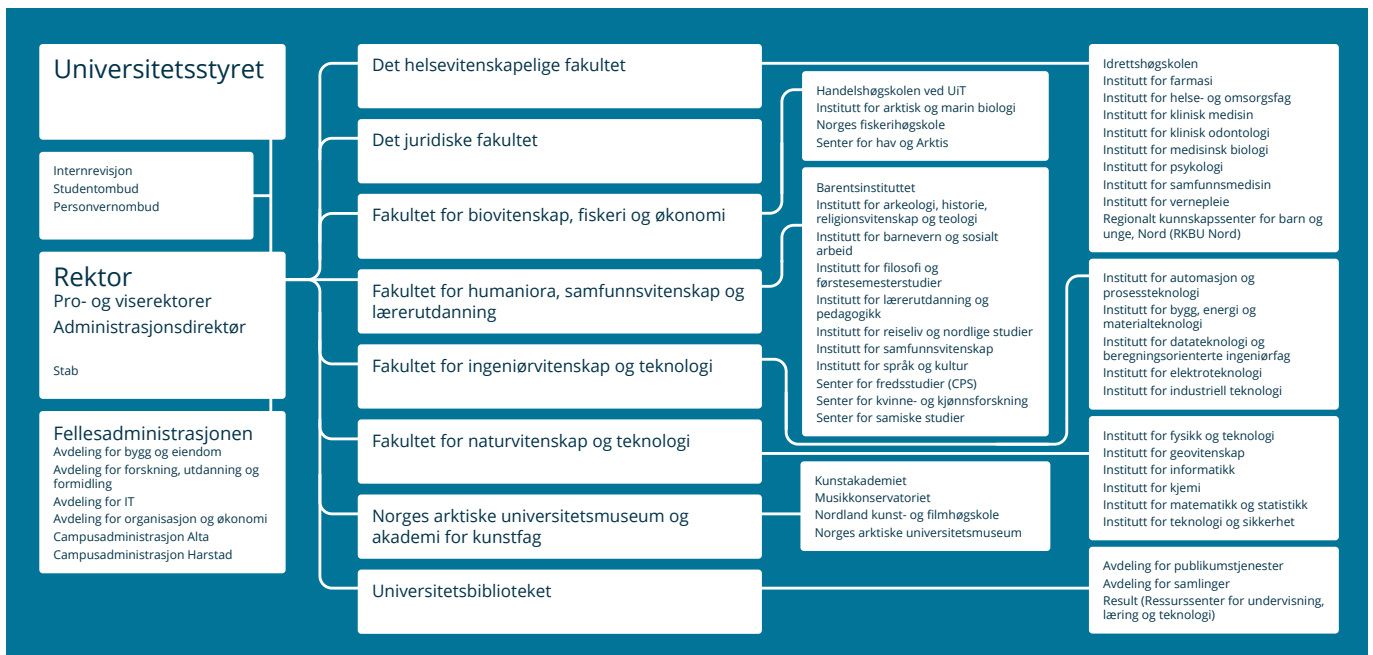 Universitetsstyret
Internrevisjon
Studentombud
Personvernombud
Rektor
Pro- og viserektorer
Administrasjonsdirektør
Stab
Fellesadministrasjonen
Avdeling for bygg og eiendom
Avdeling for forskning, utdanning og
formidling
Avdeling for IT
Avdeling for organisasjon og økonomi
Campusadministrasjon Alta
Campusadministrasjon Harstad
Det helsevitenskapelige fakultet
Det juridiske fakultet
Fakultet for biovitenskap, fiskeri og økonomi
Fakultet for humaniora, samfunnsvitenskap og
lærerutdanning
Fakultet for ingeniørvitenskap og teknologi
Fakultet for naturvitenskap og teknologi
Norges arktiske universitetsmuseum og
akademi for kunstfag
Universitetsbiblioteket
Handelshøgskolen ved UiT
Institutt for arktisk og marin biologi
Norges fiskerihøgskole
Senter for hav og Arktis
Barentsinstituttet
Institutt for arkeologi, historie,
religionsvitenskap og teologi
Institutt for barnevern og sosialt
arbeid
Institutt for filosofi og
førstesemesterstudier
Institutt for lærerutdanning og
pedagogikk
Institutt for reiseliv og nordlige studier
Institutt for samfunnsvitenskap
Institutt for språk og kultur
Senter for fredsstudier (CPS)
Senter for kvinne- og kjønnsforskning
Senter for samiske studier
Kunstakademiet
Musikkonservatoriet
Nordland kunst- og filmhøgskole
Norges arktiske universitetsmuseum
Idrettshøgskolen
Institutt for farmasi
Institutt for helse- og omsorgsfag
Institutt for klinisk medisin
Institutt for klinisk odontologi
Institutt for medisinsk biologi
Institutt for psykologi
Institutt for samfunnsmedisin
Institutt for vernepleie
Regionalt kunnskapssenter for barn og
unge, Nord (RKBU Nord)
Institutt for automasjon og
prosessteknologi
Institutt for bygg, energi og
materialteknologi
Institutt for datateknologi og
beregningsorienterte ingeniørfag
Institutt for elektroteknologi
Institutt for industriell teknologi
Institutt for fysikk og teknologi
Institutt for geovitenskap
Institutt for informatikk
Institutt for kjemi
Institutt for matematikk og statistikk
Institutt for teknologi og sikkerhet
Avdeling for publikumstjenester
Avdeling for samlinger
Result (Ressurssenter for undervisning,
læring og teknologi)